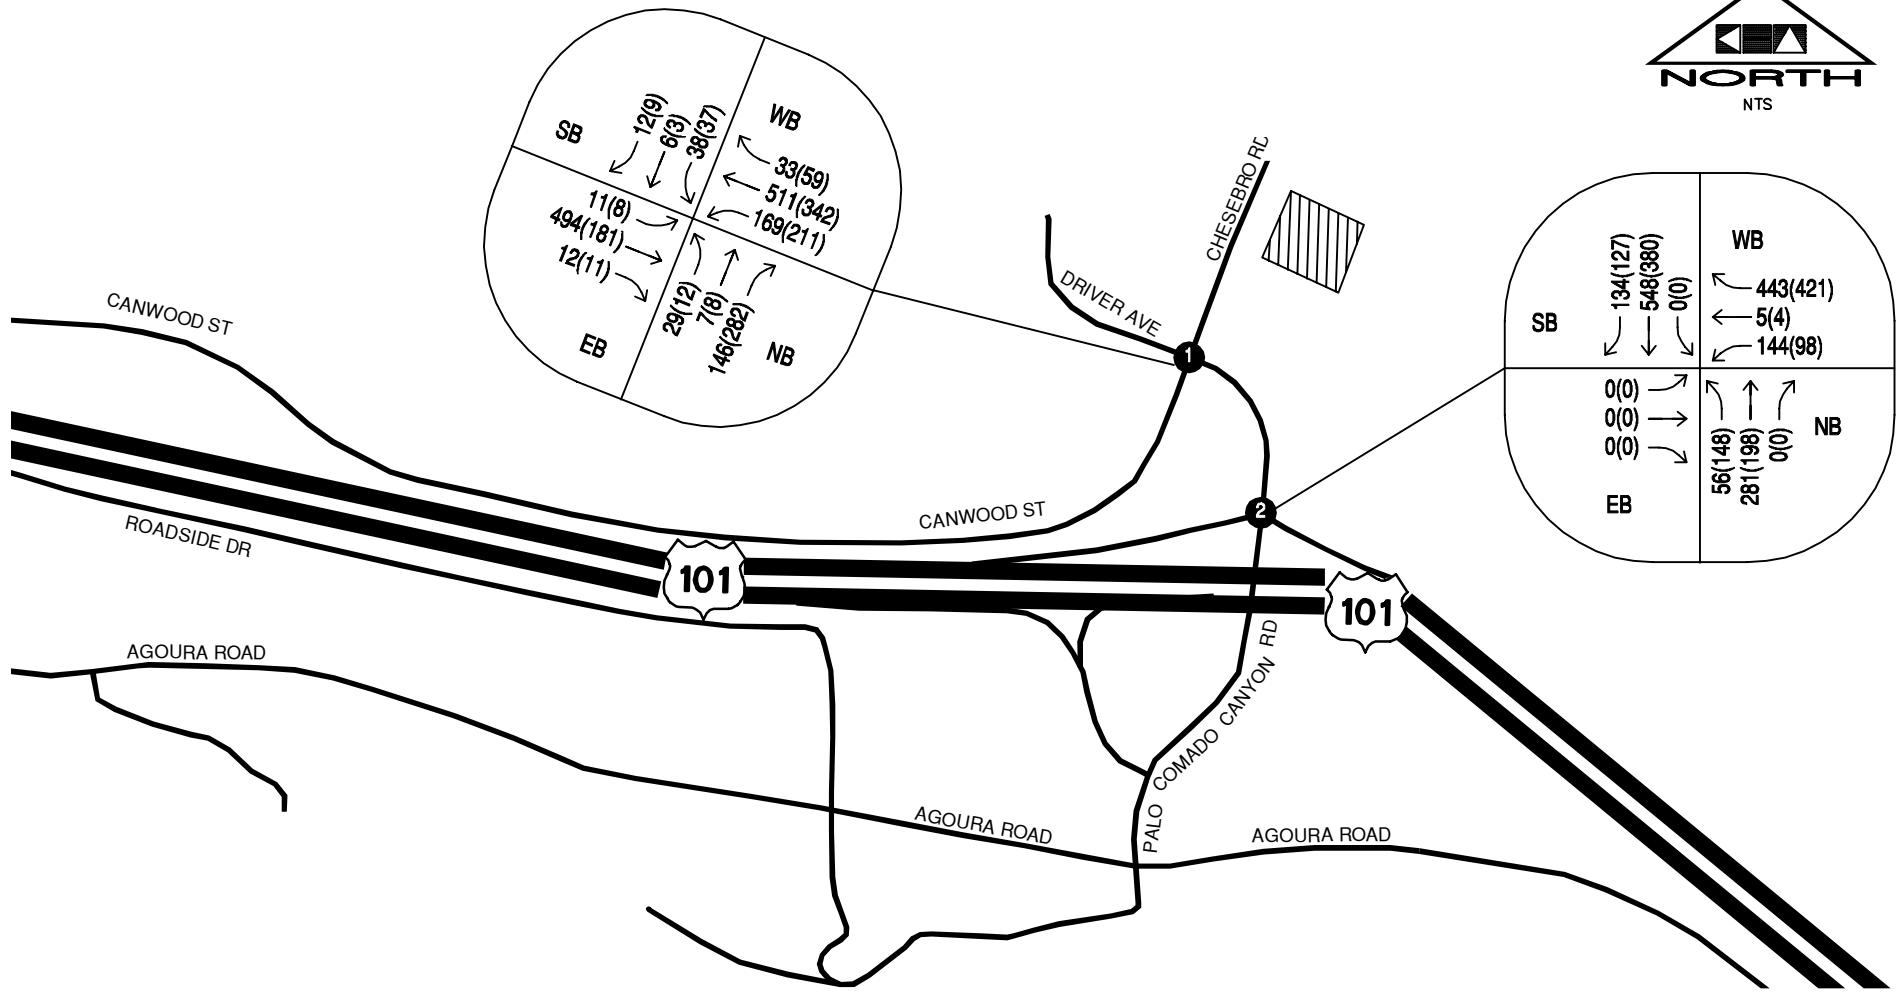 NORTH
NTS
SB
12(9)
6(3)
38(37)
WB
33(59)
511(342)
169(211)
11(8)
494(181)
12(11)
EB
29(12)
7(8)
146(282)
NB
CHESEBRO RD
DRIVER AVE
1
SB
134(127)
548(380)
0(0)
WB
443(421)
5(4)
144(98)
0(0)
0(0)
0(0)
EB
56(148)
281(198)
0(0)
NB
CANWOOD ST
CANWOOD ST
2
ROADSIDE DR
101
101
AGOURA ROAD
PALO COMADO CANYON RD
AGOURA ROAD
AGOURA ROAD